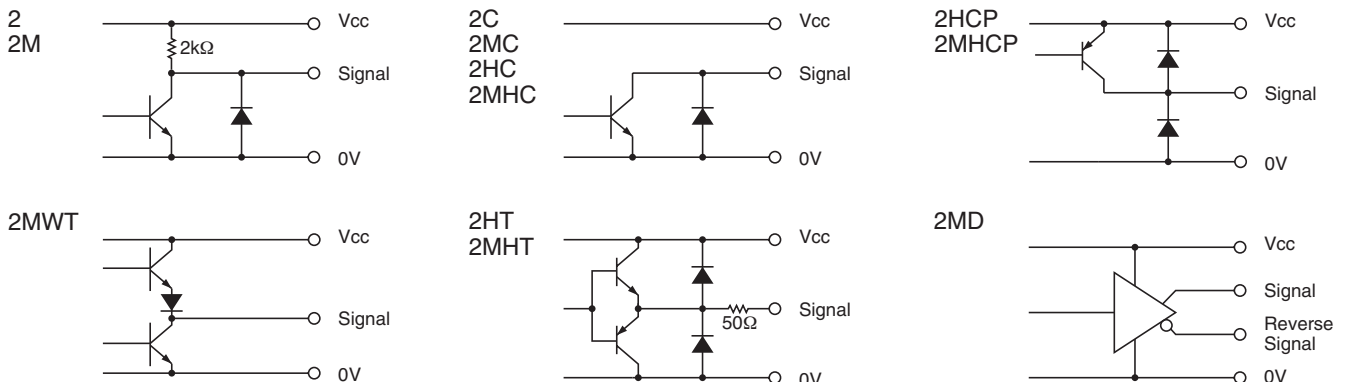 2
2M
Vcc
2kΩ
Signal
0V
2C
2MC
2HC
2MHC
Vcc
Signal
0V
2HCP
2MHCP
Vcc
Signal
0V
2MWT
Vcc
Signal
0V
2HT
2MHT
Vcc
50Ω
Signal
0V
2MD
Vcc
Signal
Reverse
Signal
0V